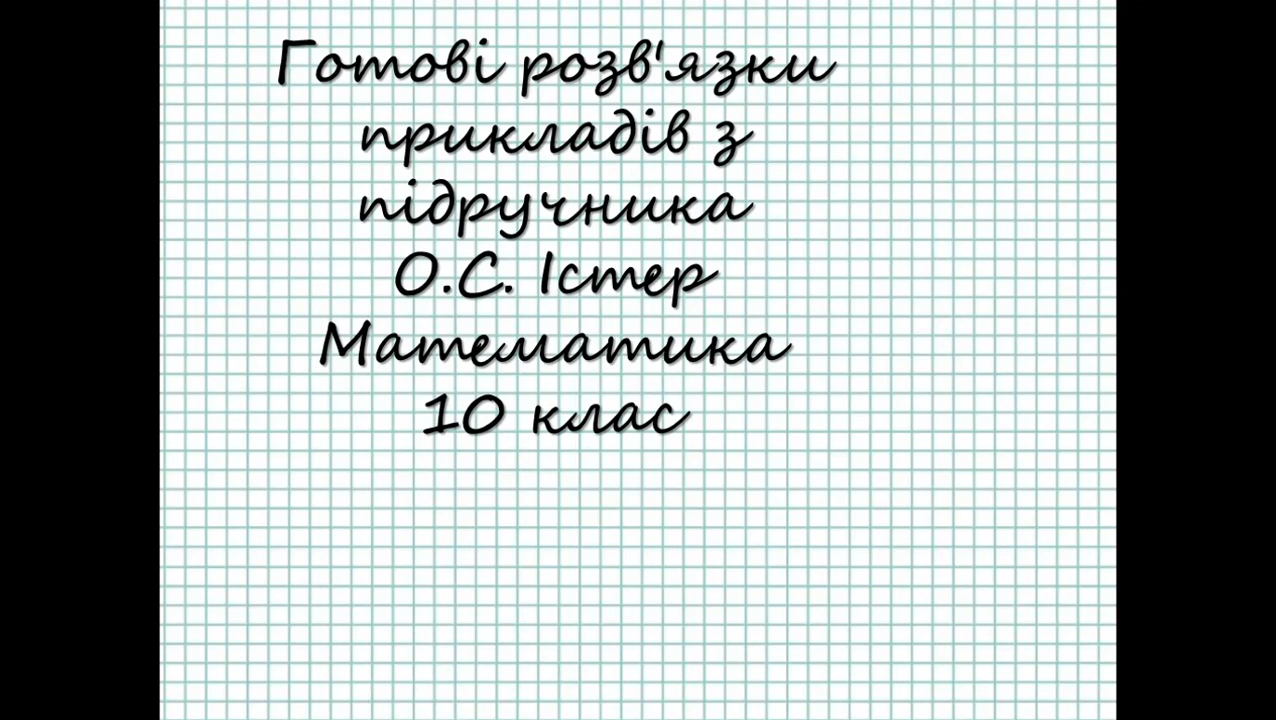 Готові розв'язки
прикладів з
підручника
О.С. Істер
Математика
10 клас